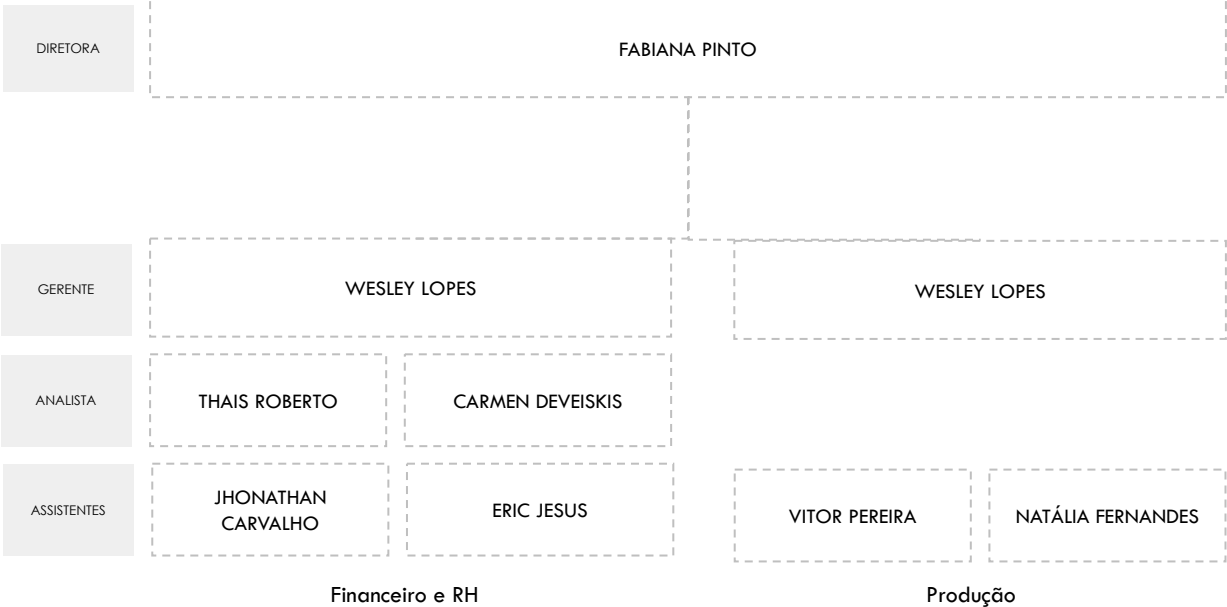 DIRETORA
FABIANA PINTO
GERENTE
WESLEY LOPES
WESLEY LOPES
ANALISTA
THAIS ROBERTO
CARMEN DEVEISKIS
ASSISTENTES
JHONATHAN
CARVALHO
ERIC JESUS
VITOR PEREIRA
NATÁLIA FERNANDES
Financeiro e RH
Produção